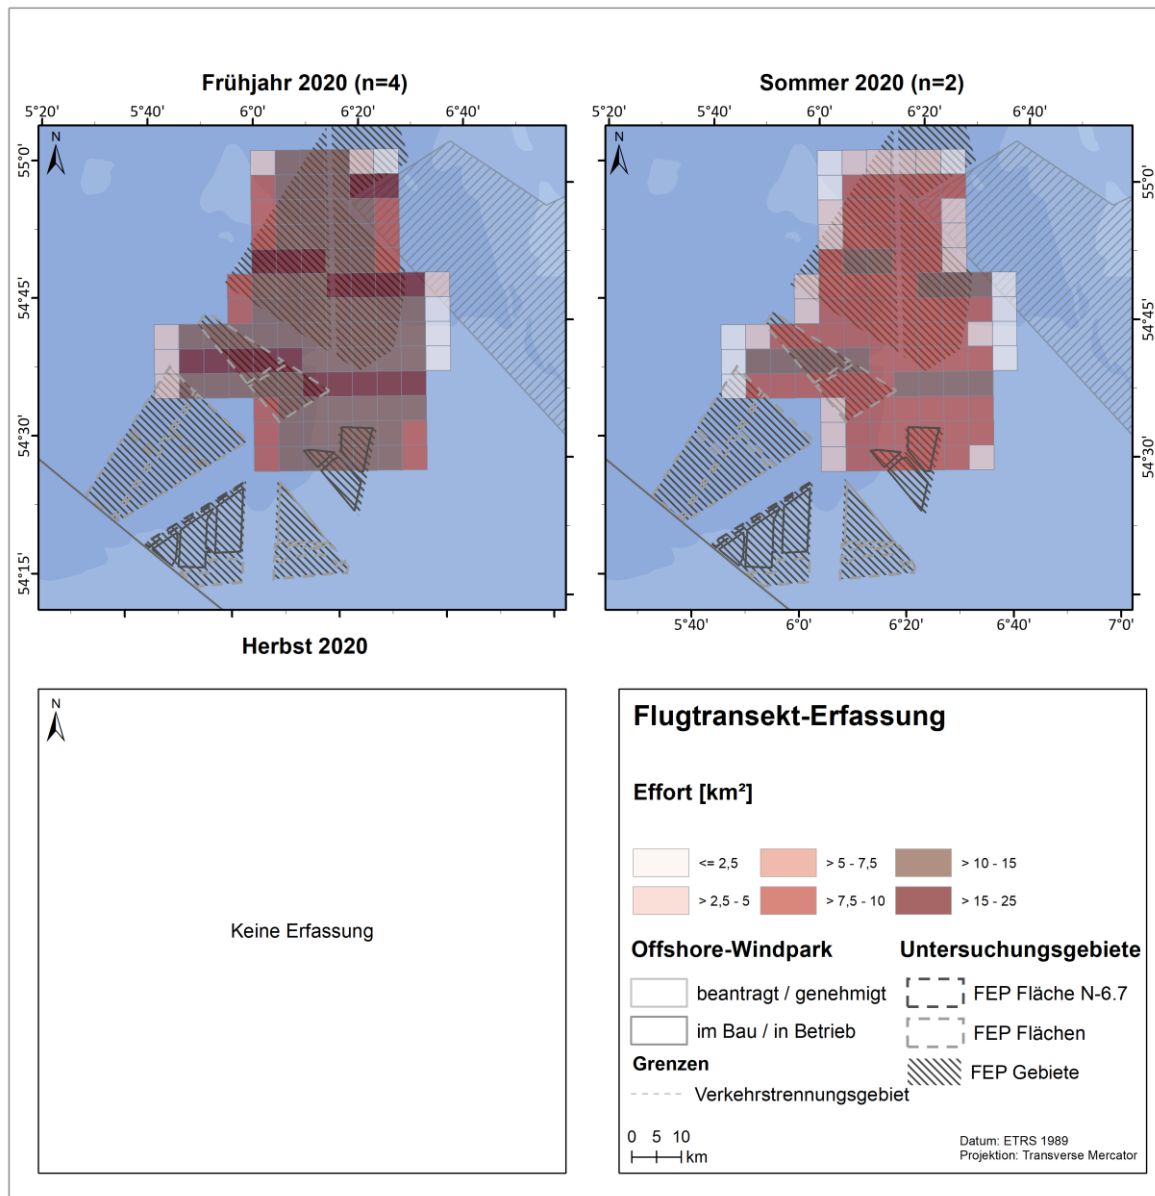 Frühjahr 2020 (n=4)
5°20' 5°40' 6°0' 6°20' 6°40'
N
55°0'
54°45'
54°30'
54°15'
Sommer 2020 (n=2)
5°20' 5°40' 6°0' 6°20' 6°40'
N
55°0'
54°45'
54°30'
54°15'
5°40' 6°0' 6°20' 6°40' 7°0'
Herbst 2020
N
Keine Erfassung
Flugtransekt-Erfassung
Effort [km²]
<= 2,5
> 5 - 7,5
> 10 - 15
> 2,5 - 5
> 7,5 - 10
> 15 - 25
Offshore-Windpark
beantragt / genehmigt
im Bau / in Betrieb
Grenzen
Verkehrstrennungsgebiet
Untersuchungsgebiete
FEP Fläche N-6.7
FEP Flächen
FEP Gebiete
0 5 10
km
Datum: ETRS 1989
Projektion: Transverse Mercator